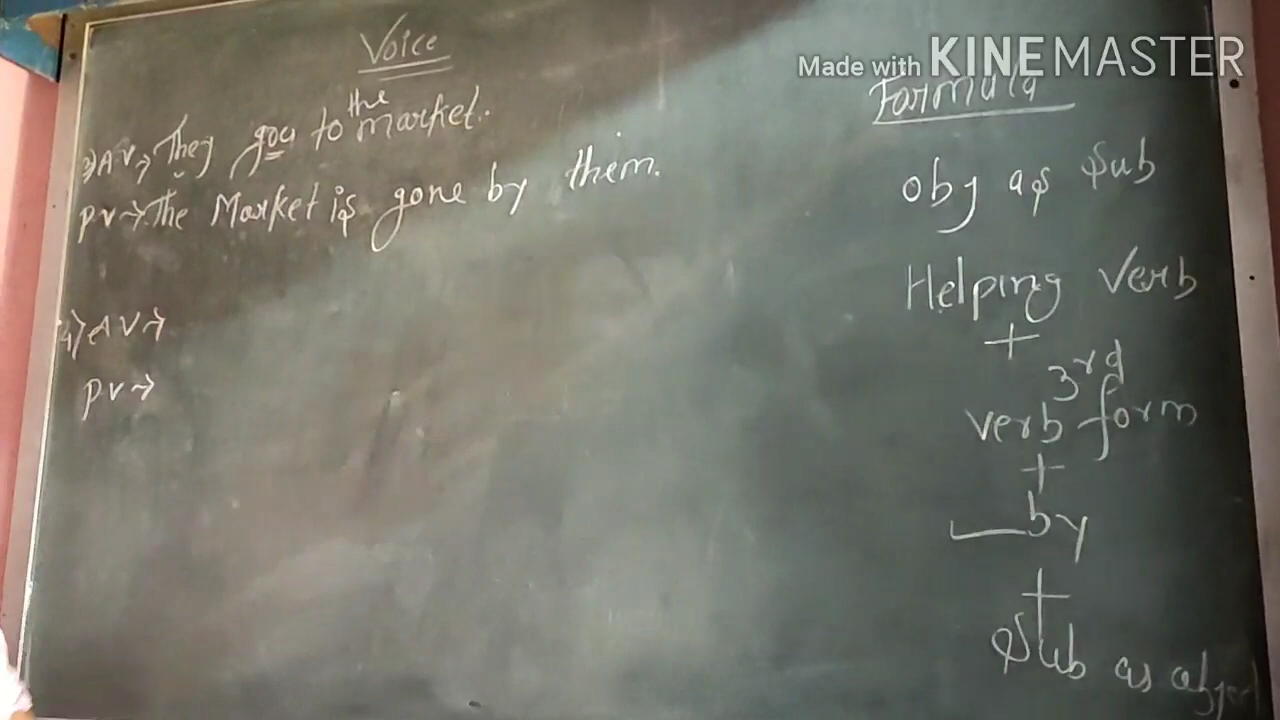 Voice
Made with KINEMASTER
Formula
the
3) AV→ They goes to market.
PV→ The Market is gone by them.
4) AV→
PV→
obj as Sub
Helping Verb
+
3rd
verb form
+
by
+
Sub as object